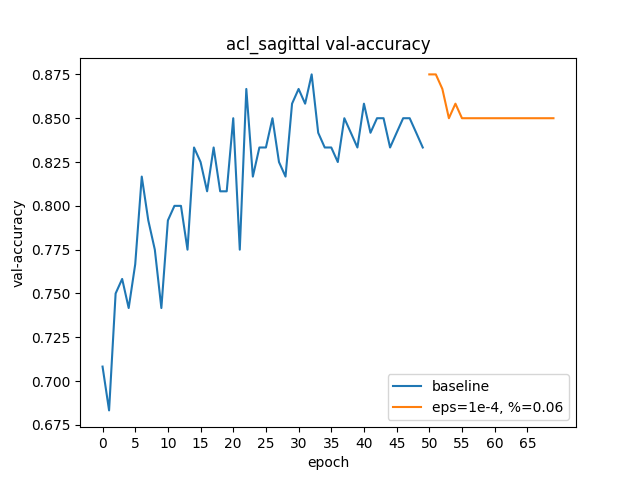 acl_sagittal val-accuracy
val-accuracy
0.875
0.850
0.825
0.800
0.775
0.750
0.725
0.700
0.675
baseline
eps=1e-4, %=0.06
0 5 10 15 20 25 30 35 40 45 50 55 60 65
epoch